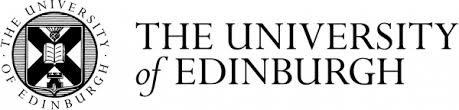 THE UNIVERSITY
OF EDINBURGH
THE UNIVERSITY
of EDINBURGH